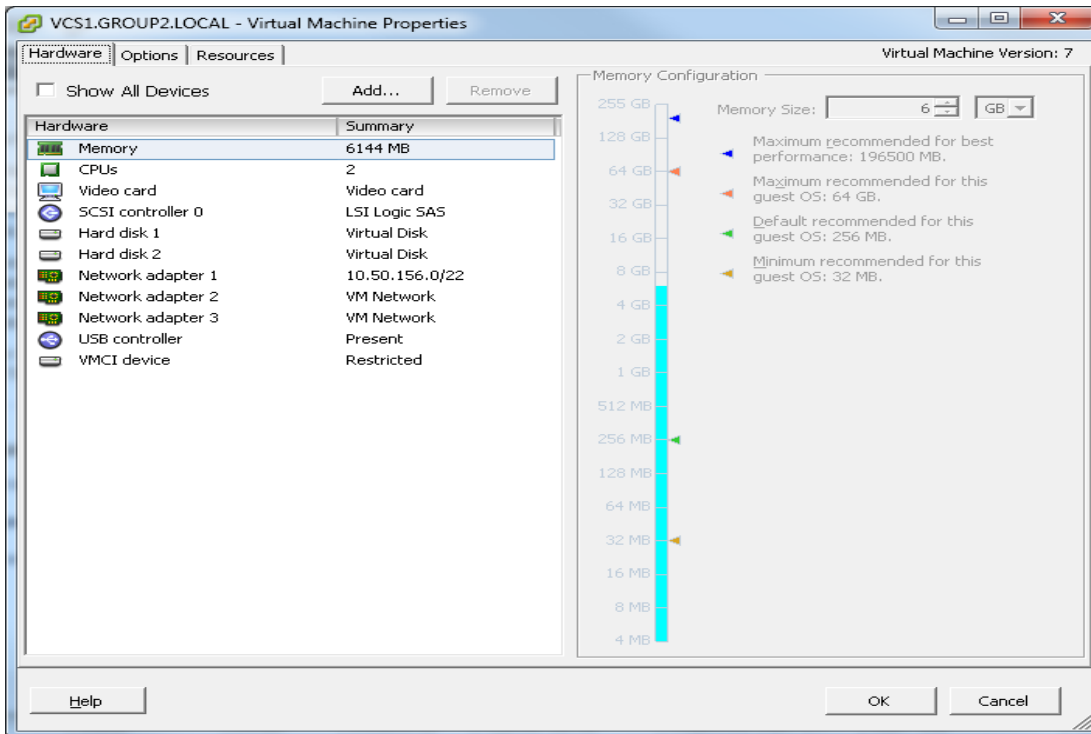 VCS1.GROUP2.LOCAL - Virtual Machine Properties
Hardware Options Resources Virtual Machine Version: 7
Show All Devices Add... Remove
Hardware Summary
Memory 6144 MB
CPUs 2
Video card Video card
SCSI controller 0 LSI Logic SAS
Hard disk 1 Virtual Disk
Hard disk 2 Virtual Disk
Network adapter 1 10.50.156.0/22
Network adapter 2 VM Network
Network adapter 3 VM Network
USB controller Present
VMCI device Restricted
Memory Configuration
255 GB
128 GB
64 GB
32 GB
16 GB
8 GB
4 GB
2 GB
1 GB
512 MB
256 MB
128 MB
64 MB
32 MB
16 MB
8 MB
4 MB
Memory Size: 6 GB
Maximum recommended for best
performance: 196500 MB.
Maximum recommended for this
guest OS: 64 GB.
Default recommended for this
guest OS: 256 MB.
Minimum recommended for this
guest OS: 32 MB.
Help OK Cancel